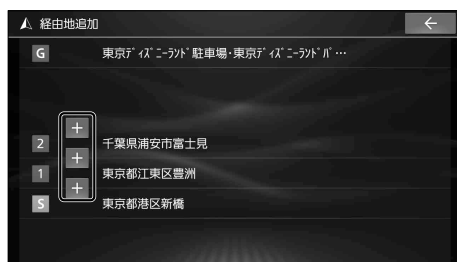 経由地追加
G 東京ﾃﾞｨｽﾞﾆｰﾗﾝﾄﾞ駐車場･東京ﾃﾞｨｽﾞﾆｰﾗﾝﾄﾞﾊﾟ…
+
2 千葉県浦安市富士見
+
1 東京都江東区豊洲
+
S 東京都港区新橋